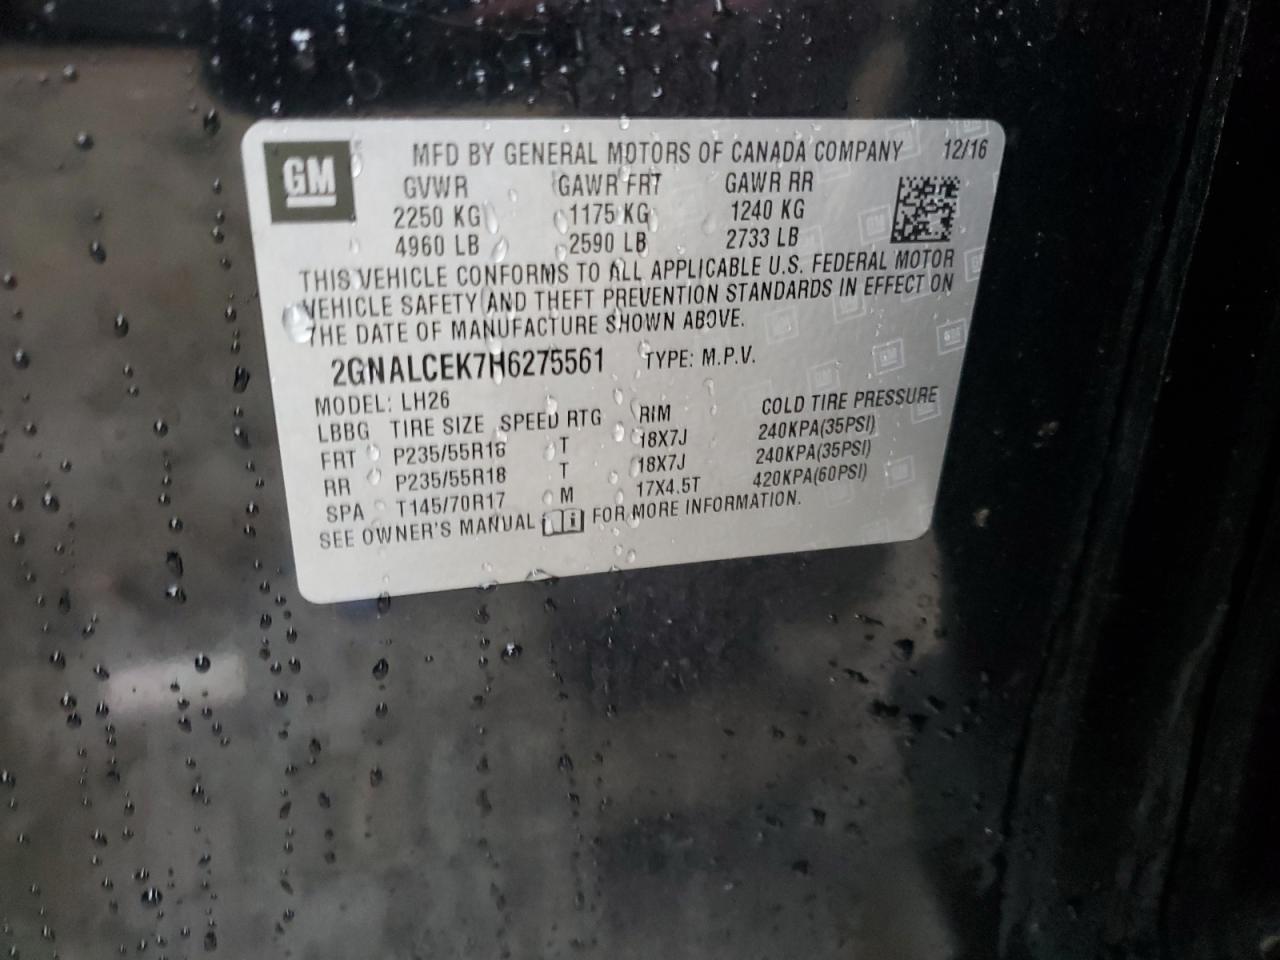 GM
MFD BY GENERAL MOTORS OF CANADA COMPANY 12/16
GVWR GAWR FRT GAWR RR
2250 KG 1175 KG 1240 KG
4960 LB 2590 LB 2733 LB
THIS VEHICLE CONFORMS TO ALL APPLICABLE U.S. FEDERAL MOTOR
VEHICLE SAFETY AND THEFT PREVENTION STANDARDS IN EFFECT ON
THE DATE OF MANUFACTURE SHOWN ABOVE.
2GNALCEK7H6275561 TYPE: M.P.V.
MODEL: LH26
LBBG TIRE SIZE SPEED RTG RIM COLD TIRE PRESSURE
FRT P235/55R18 T 18X7J 240KPA(35PSI)
RR P235/55R18 T 18X7J 240KPA(35PSI)
SPA T145/70R17 M 17X4.5T 420KPA(60PSI)
SEE OWNER'S MANUAL FOR MORE INFORMATION.